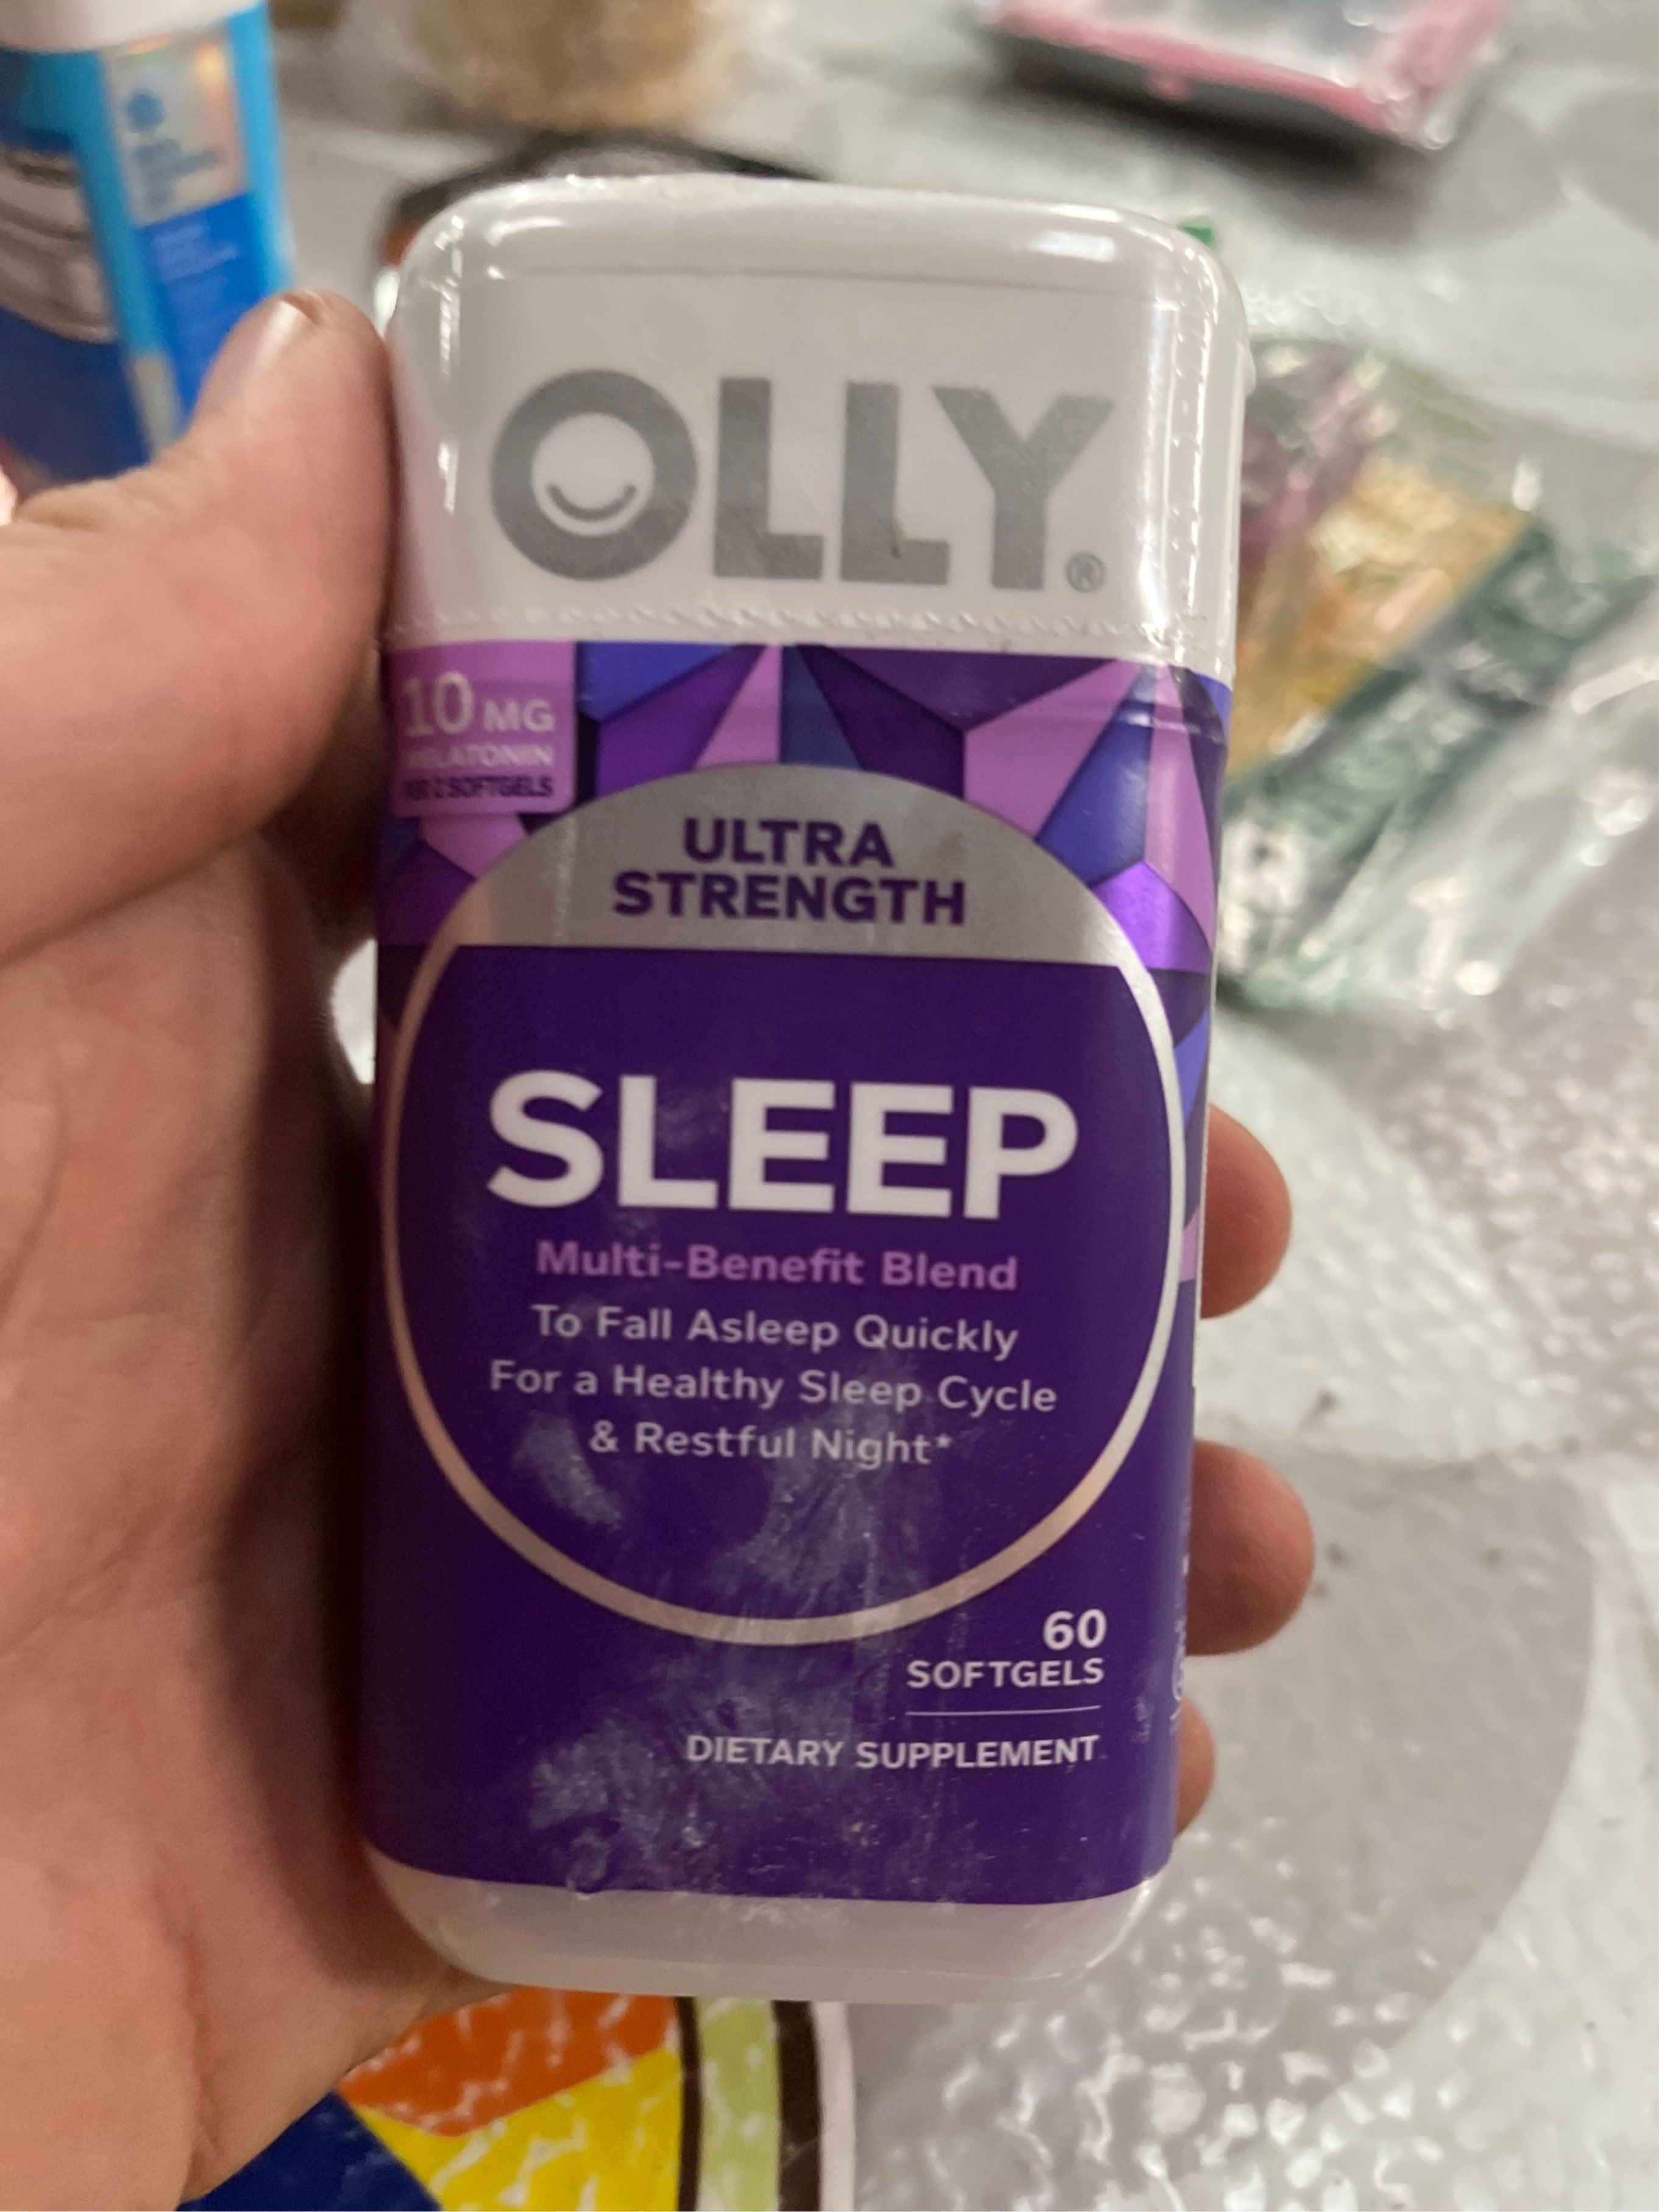 OLLY®
10 MG
MELATONIN
PER 2 SOFTGELS
ULTRA
STRENGTH
SLEEP
Multi-Benefit Blend
To Fall Asleep Quickly
For a Healthy Sleep Cycle
& Restful Night*
60
SOFTGELS
DIETARY SUPPLEMENT